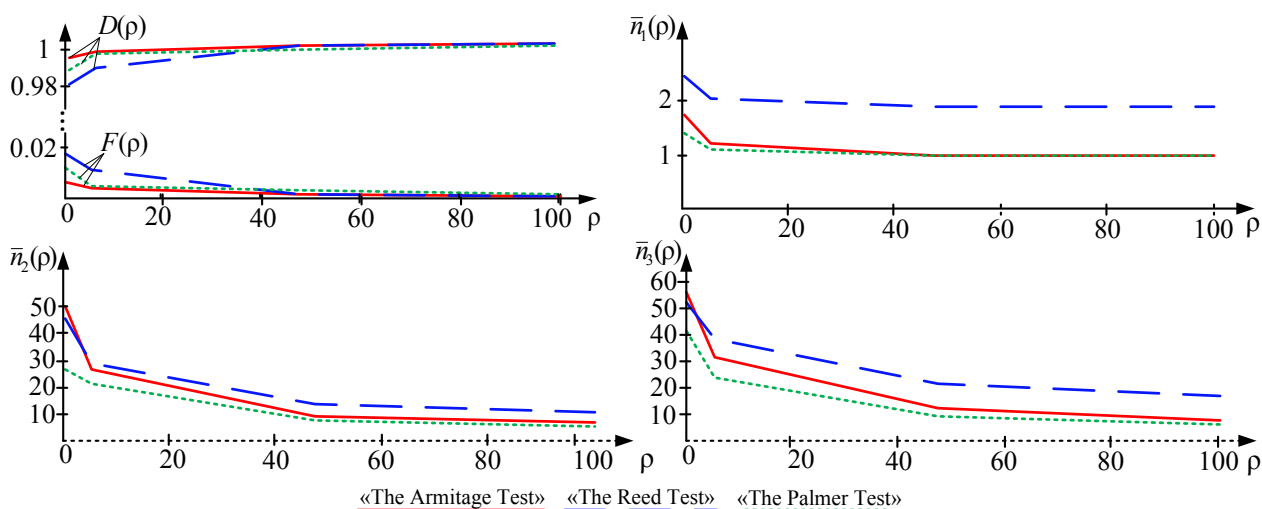 D(ρ)
1
0.98
0.02
F(ρ)
0 20 40 60 80 100 ρ
n̅₁(ρ)
2
1
0 20 40 60 80 100 ρ
n̅₂(ρ)
50
40
30
20
10
0 20 40 60 80 100 ρ
n̅₃(ρ)
60
50
40
30
20
10
0 20 40 60 80 100 ρ
«The Armitage Test» «The Reed Test» «The Palmer Test»